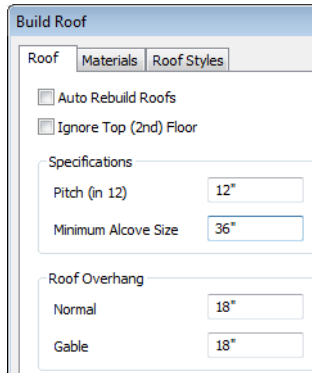 Build Roof
Roof Materials Roof Styles
Auto Rebuild Roofs
Ignore Top (2nd) Floor
Specifications
Pitch (in 12) 12"
Minimum Alcove Size 36"
Roof Overhang
Normal 18"
Gable 18"